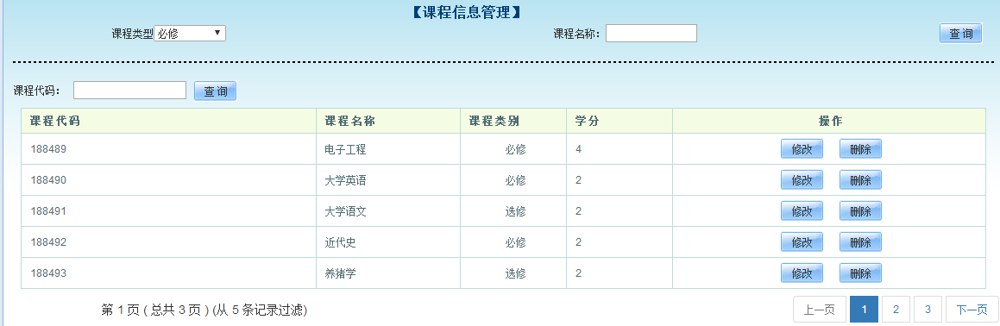 【课程信息管理】
课程类型 必修 课程名称: 查 询
课程代码: 查 询
课程代码 课程名称 课程类别 学分 操作
188489 电子工程 必修 4 修改 删除
188490 大学英语 必修 2 修改 删除
188491 大学语文 选修 2 修改 删除
188492 近代史 必修 2 修改 删除
188493 养猪学 选修 2 修改 删除
第 1 页 ( 总共 3 页 ) (从 5 条记录过滤) 上一页 1 2 3 下一页